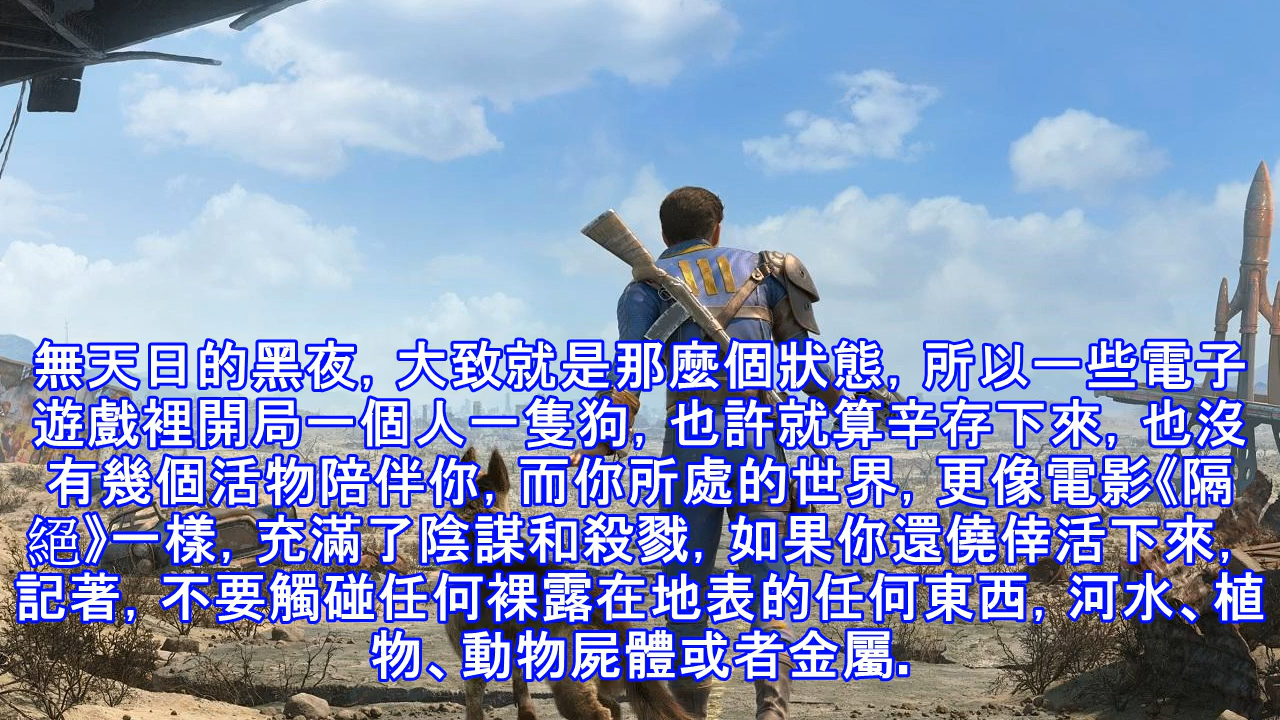 無天日的黑夜, 大致就是那麼個狀態, 所以一些電子
遊戲裡開局一個人一隻狗, 也許就算辛存下來, 也沒
有幾個活物陪伴你, 而你所處的世界, 更像電影《隔
絕》一樣, 充滿了陰謀和殺戮, 如果你還僥倖活下來,
記著, 不要觸碰任何裸露在地表的任何東西, 河水、植
物、動物屍體或者金屬.
111